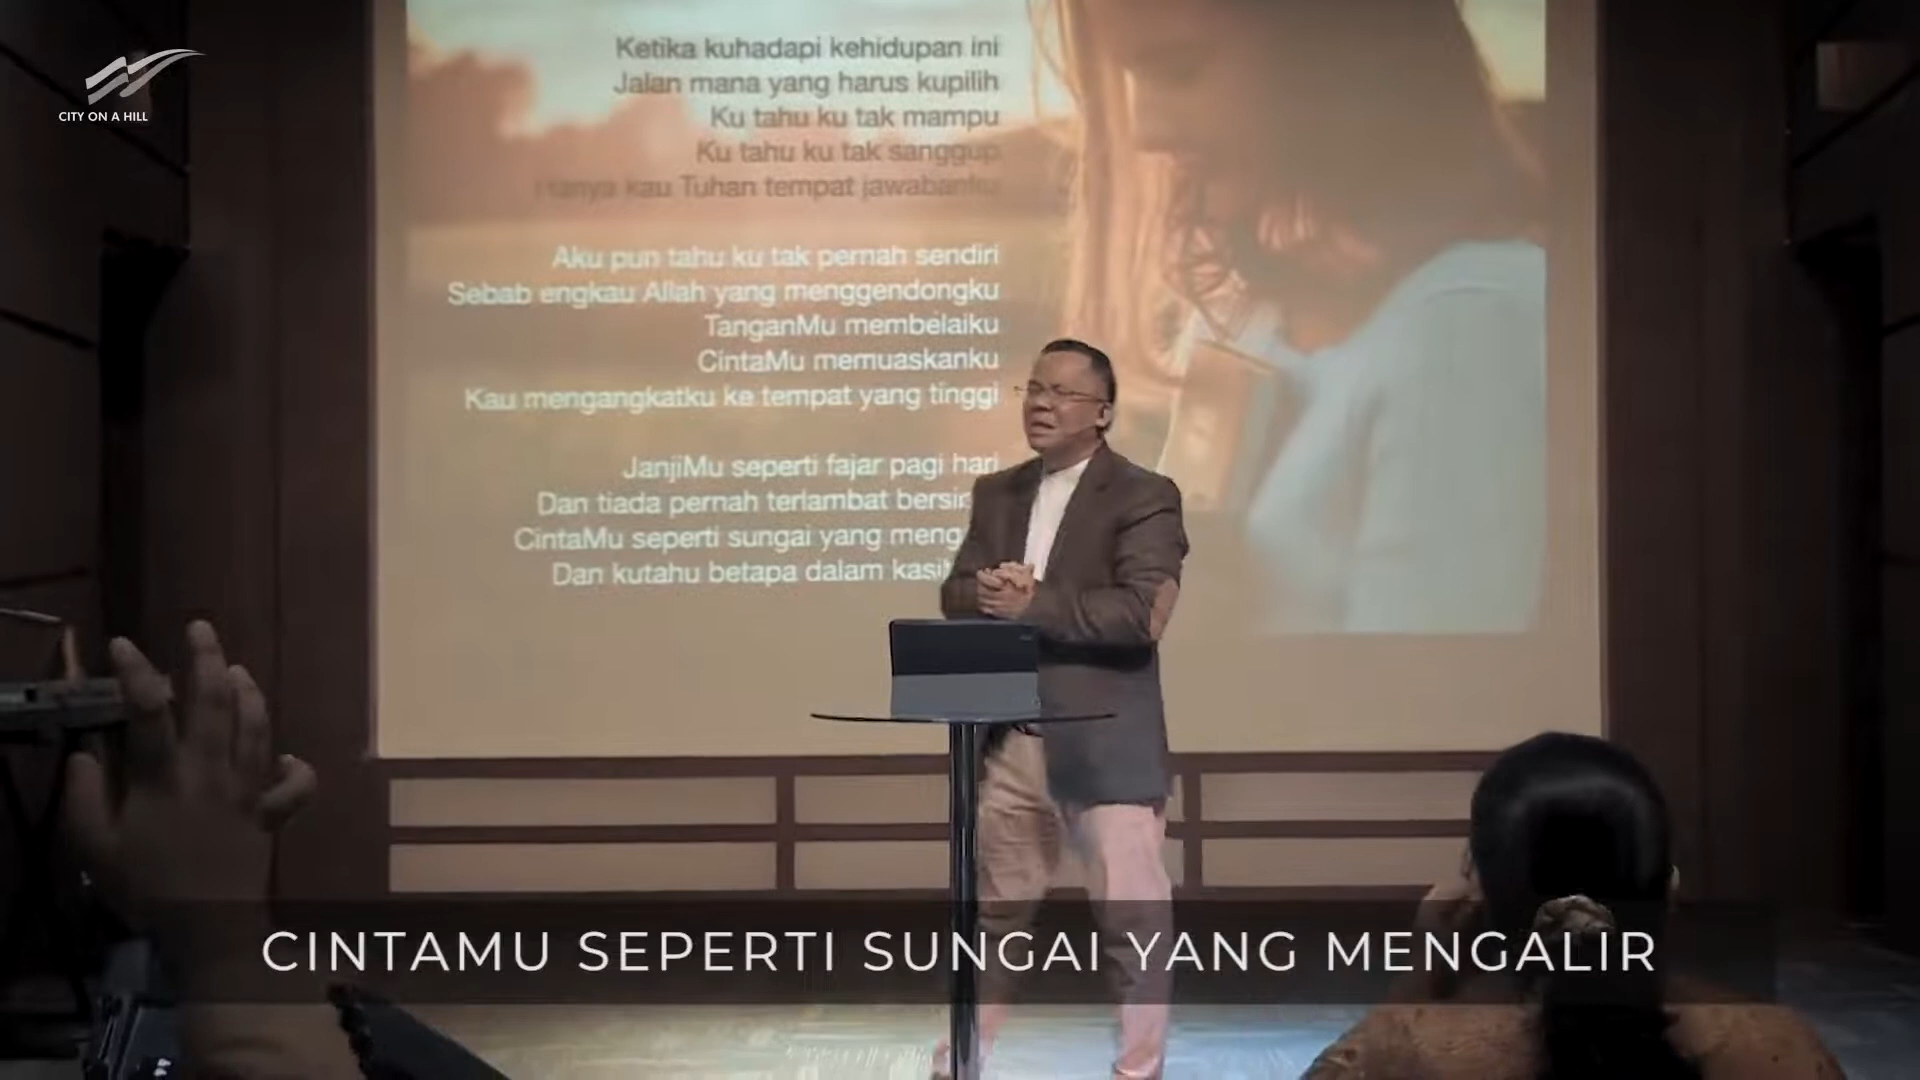 CITY ON A HILL
Ketika kuhadapi kehidupan ini
Jalan mana yang harus kupilih
Ku tahu ku tak mampu
Ku tahu ku tak sanggup
Hanya kau Tuhan tempat jawabanku
Aku pun tahu ku tak pernah sendiri
Sebab engkau Allah yang menggendongku
TanganMu membelaiku
CintaMu memuaskanku
Kau mengangkatku ke tempat yang tinggi
JanjiMu seperti fajar pagi hari
Dan tiada pernah terlambat
CintaMu seperti sungai yang
Dan kutahu betapa dalam
CINTAMU SEPERTI SUNGAI YANG MENGALIR